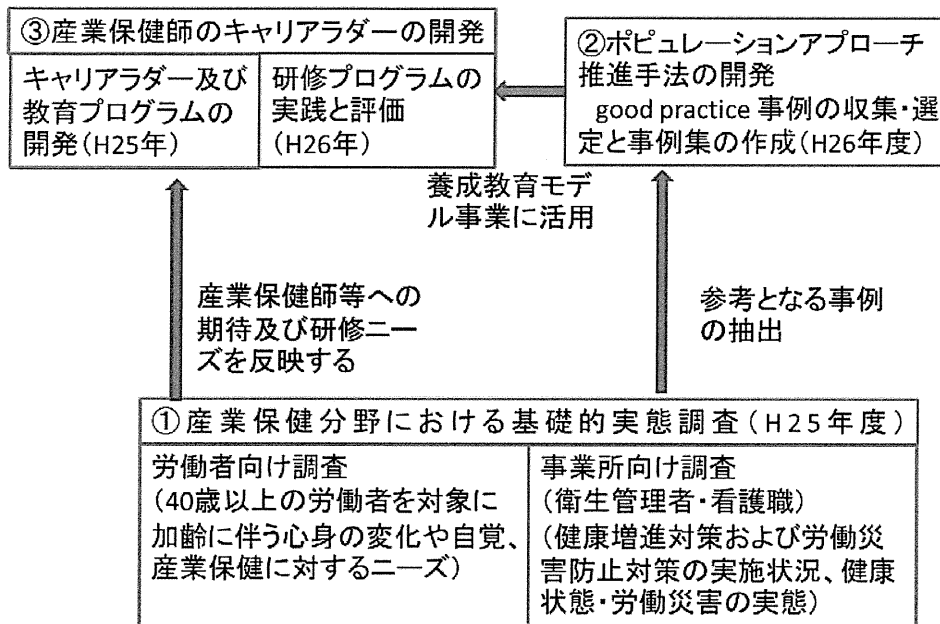 ③産業保健師のキャリアラダーの開発
キャリアラダー及び
教育プログラムの
開発(H25年)
研修プログラムの
実践と評価
(H26年)
②ポピュレーションアプローチ
推進手法の開発
good practice 事例の収集・選
定と事例集の作成(H26年度)
養成教育モデ
ル事業に活用
産業保健師等への
期待及び研修ニー
ズを反映する
参考となる事例
の抽出
①産業保健分野における基礎的実態調査(H25年度)
労働者向け調査
(40歳以上の労働者を対象に
加齢に伴う心身の変化や自覚、
産業保健に対するニーズ)
事業所向け調査
(衛生管理者・看護職)
(健康増進対策および労働災
害防止対策の実施状況、健康
状態・労働災害の実態)